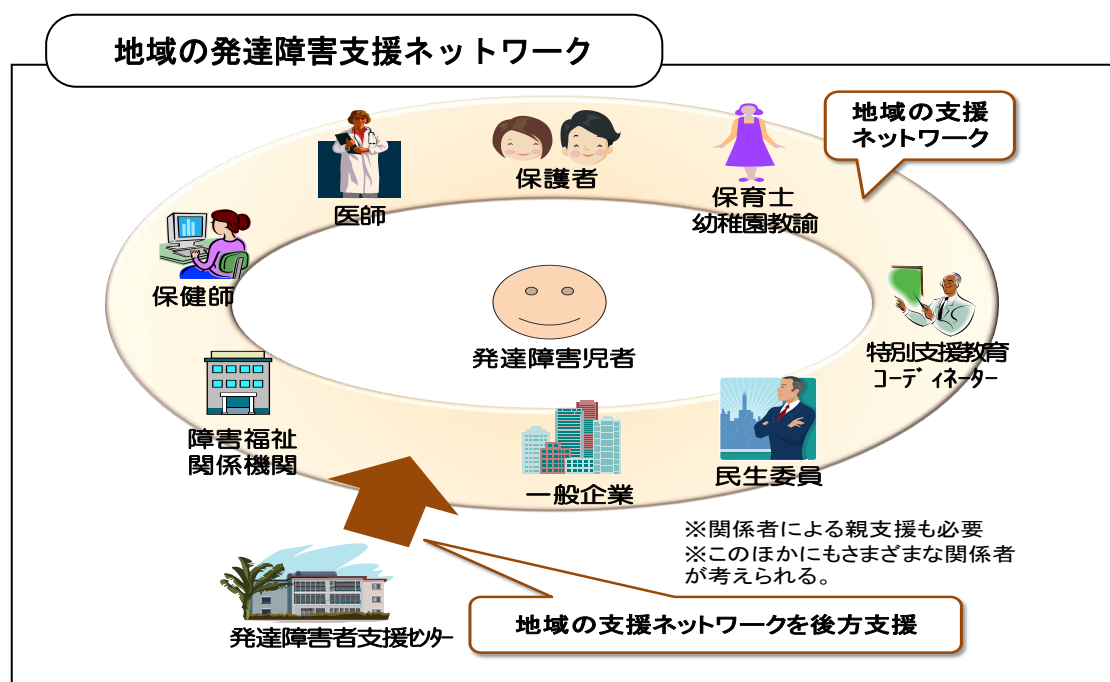 地域の発達障害支援ネットワーク
地域の支援
ネットワーク
保護者
医師
保育士
幼稚園教諭
保健師
特別支援教育
コーディネーター
発達障害児者
障害福祉
関係機関
一般企業
民生委員
※関係者による親支援も必要
※このほかにもさまざまな関係者
が考えられる。
地域の支援ネットワークを後方支援
発達障害者支援センター